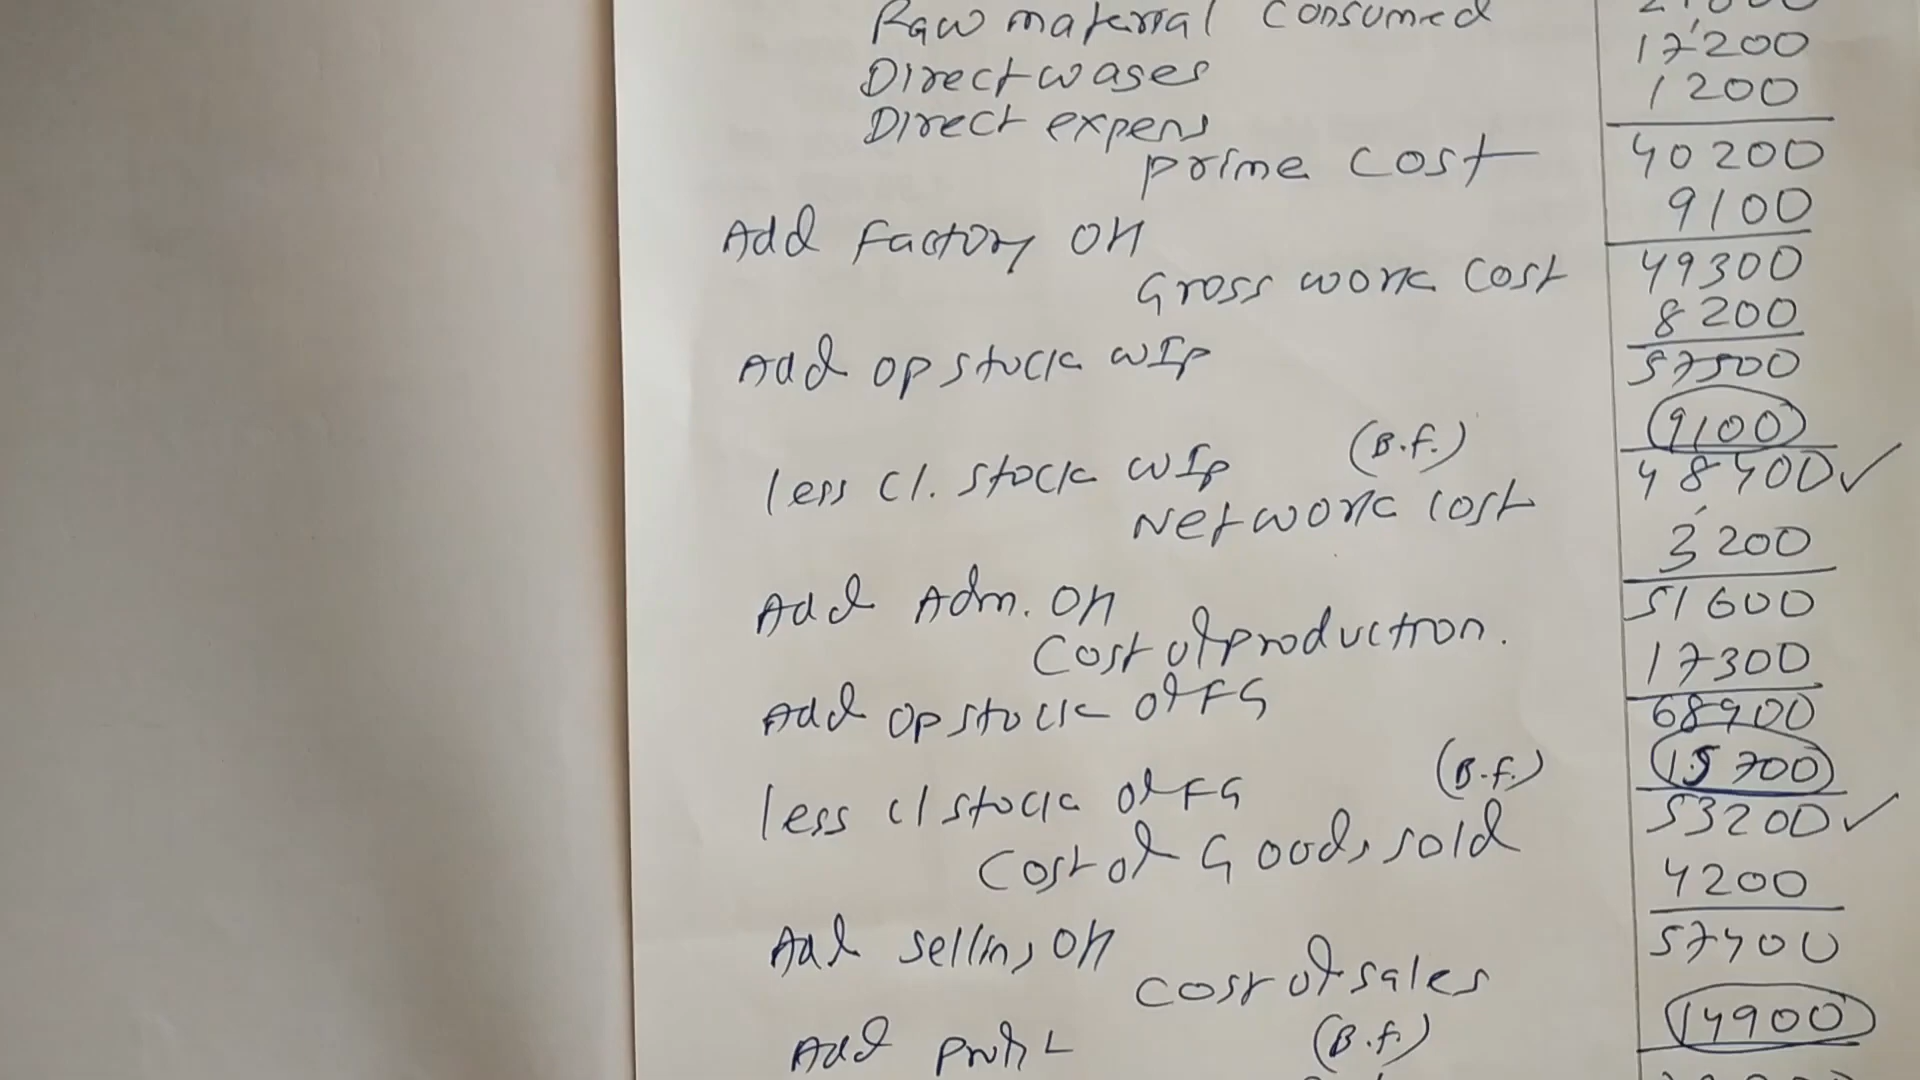 Raw material Consumed
17200
Direct wages 1200
Direct expens
prime cost 40200
9100
Add Factory OH
Gross work cost 49300
8200
Add op stock WIP 57500
(9100)
less cl. stock WIP (B.f.)
Net work cost 48400✓
3200
Add Adm. OH
Cost of production. 51600
17300
Add op stock of FG
68900
(15700)
less cl stock of FG (B.f.)
Cost of Goods sold 53200✓
4200
Add selling OH
Cost of sales 57400
(14900)
Add profit (B.f.)